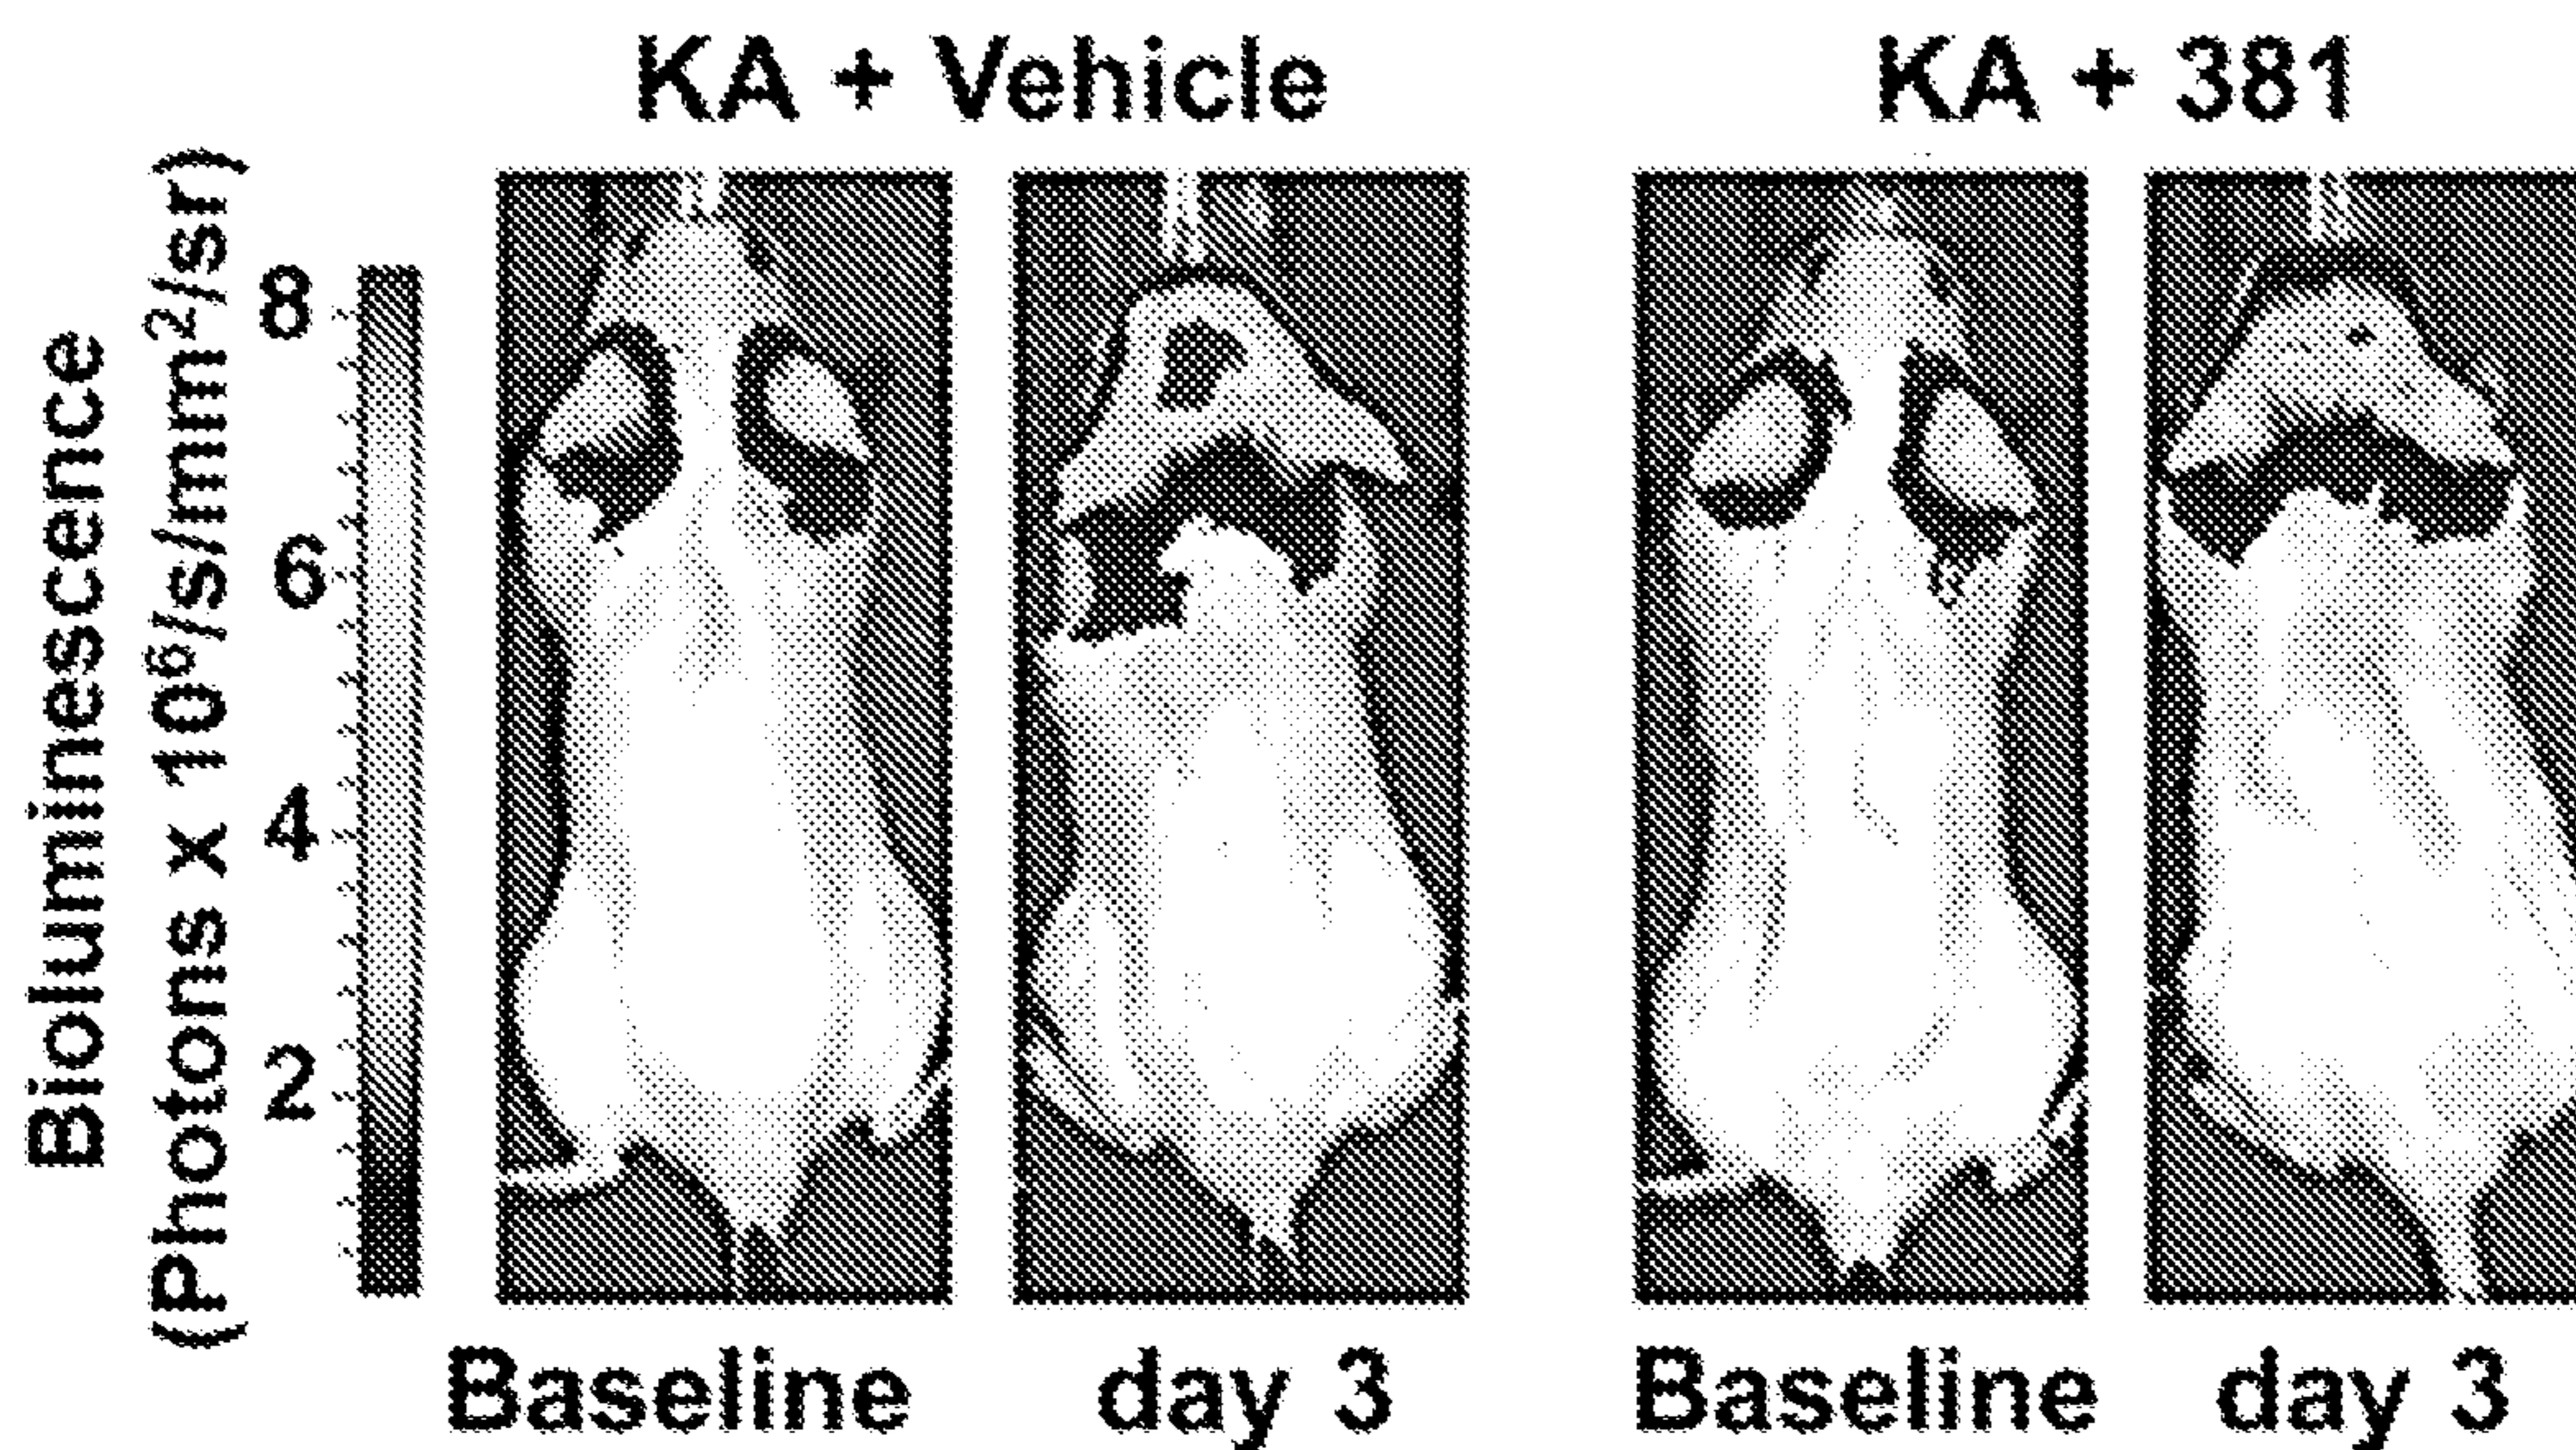 KA + Vehicle
KA + 381
Bioluminescence
(Photons x 10⁶/s/mm²/sr)
8
6
4
2
Baseline
day 3
Baseline
day 3